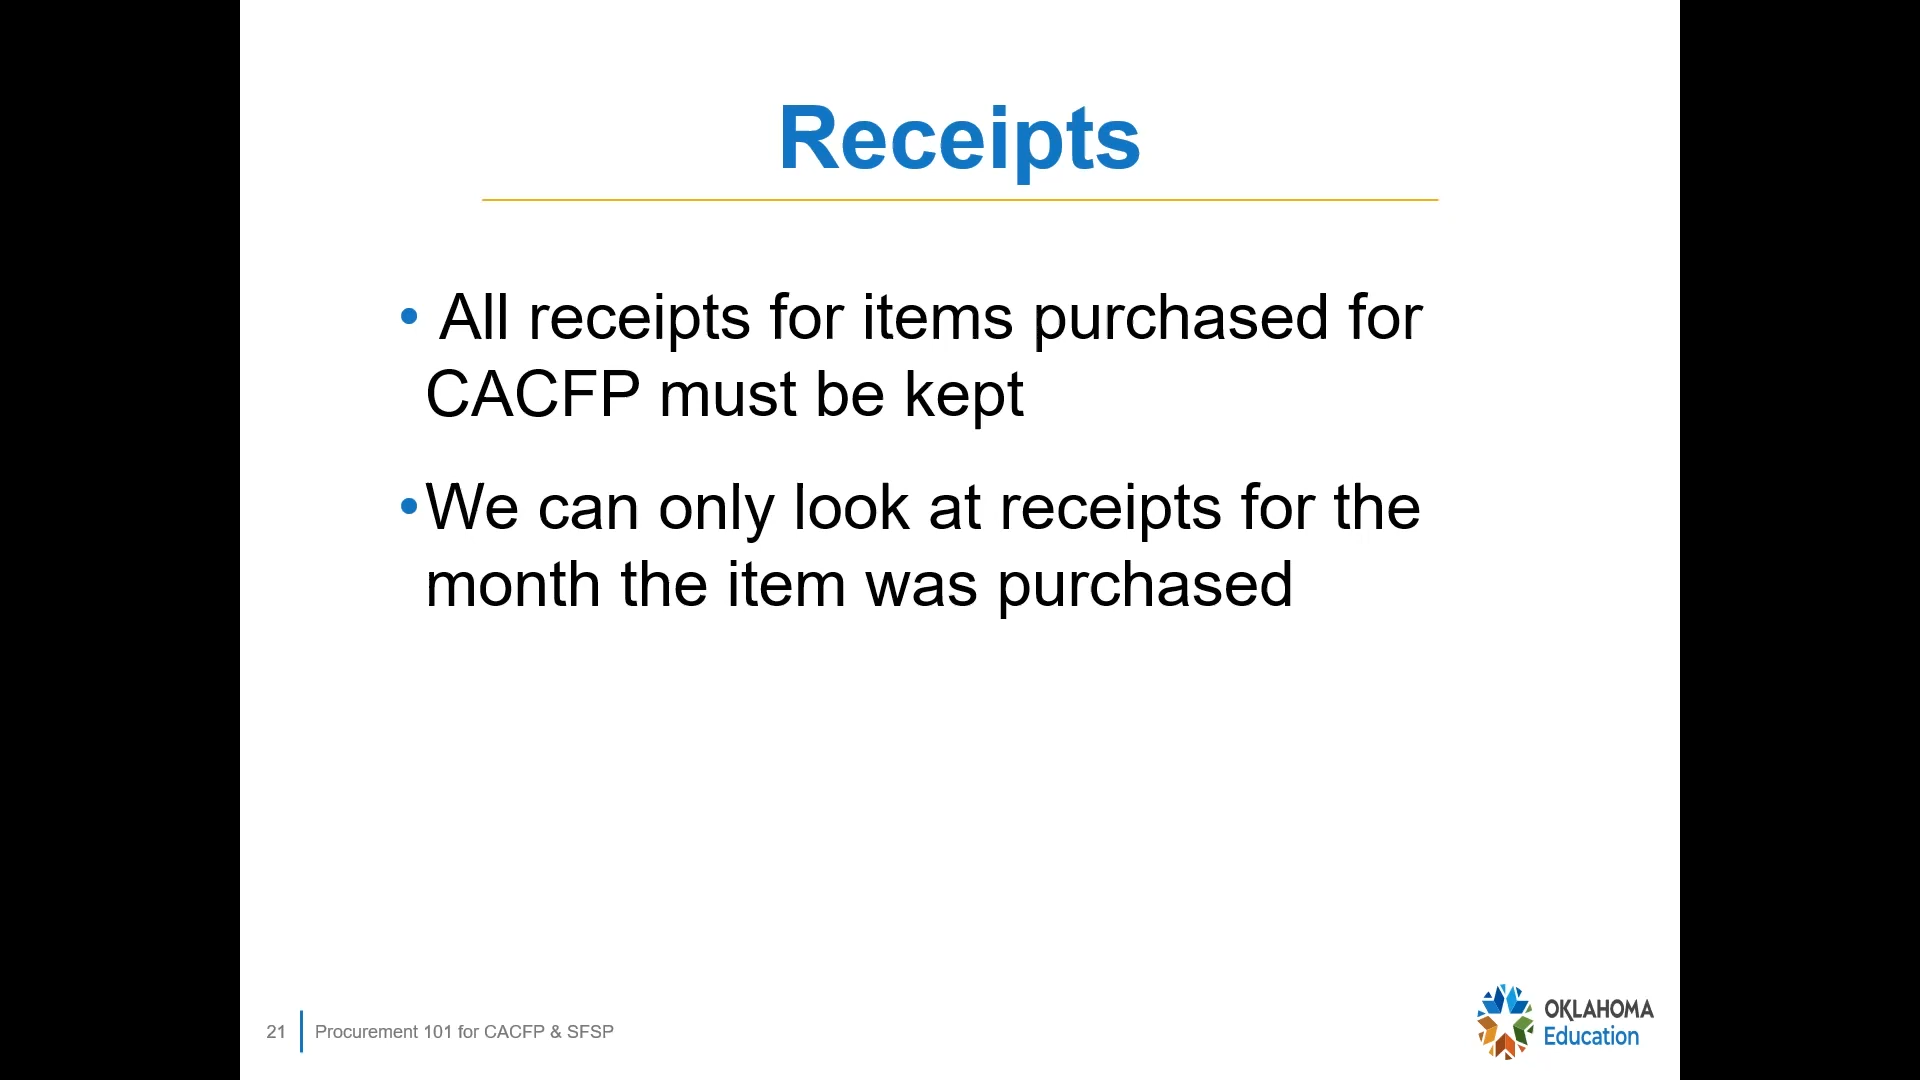 Receipts
• All receipts for items purchased for
CACFP must be kept
•We can only look at receipts for the
month the item was purchased
21
Procurement 101 for CACFP & SFSP
OKLAHOMA
Education